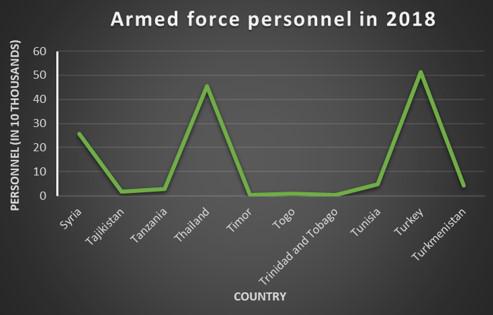 Armed force personnel in 2018
PERSONNEL (IN 10 THOUSANDS)
60
50
40
30
20
10
0
Syria
Tajikistan
Tanzania
Thailand
Timor
Togo
Trinidad and Tobago
Tunisia
Turkey
Turkmenistan
COUNTRY